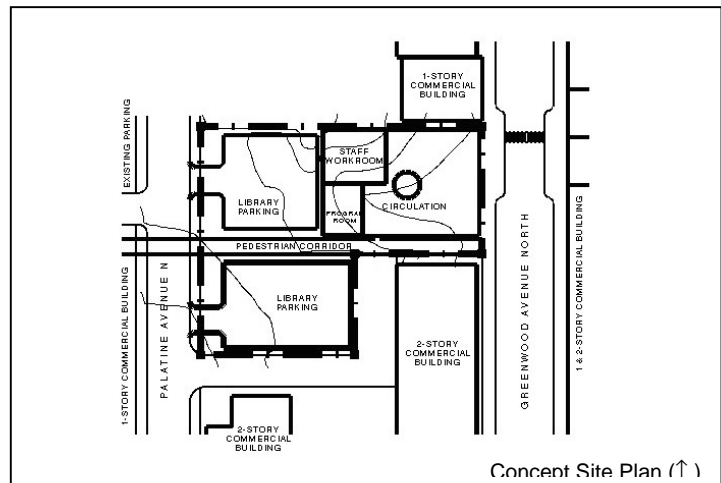 1-STORY
COMMERCIAL
BUILDING
EXISTING PARKING
STAFF
WORKROOM
LIBRARY
PARKING
PROGRAM
ROOM
CIRCULATION
PEDESTRIAN CORRIDOR
LIBRARY
PARKING
1-STORY COMMERCIAL BUILDING
PALATINE AVENUE N
2-STORY
COMMERCIAL
BUILDING
GREENWOOD AVENUE NORTH
1 & 2-STORY COMMERCIAL BUILDING
2-STORY
COMMERCIAL
BUILDING
Concept Site Plan (↑)